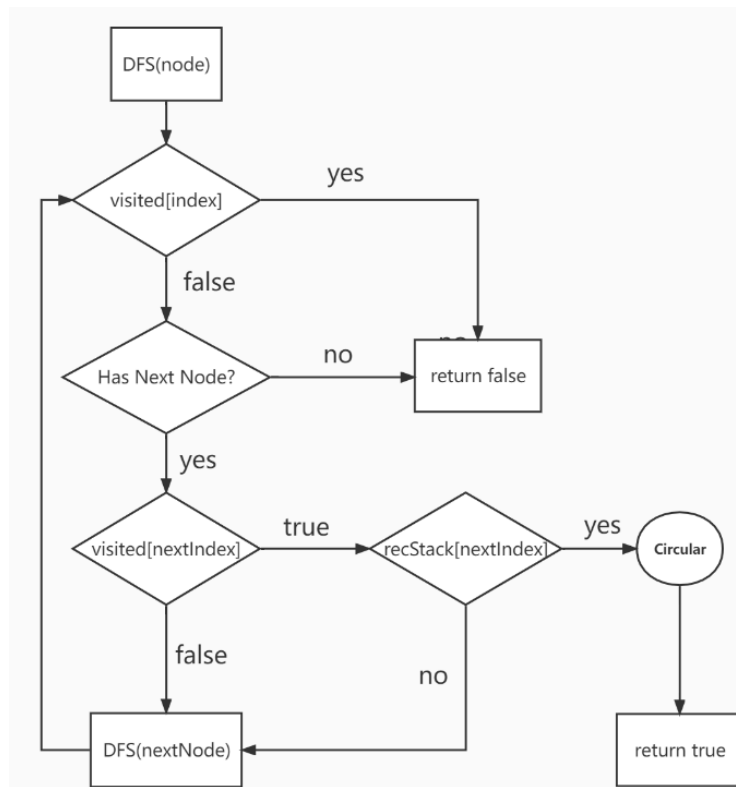 DFS(node)
visited[index]
yes
false
Has Next Node?
no
return false
yes
visited[nextIndex]
true
recStack[nextIndex]
yes
Circular
false
no
DFS(nextNode)
return true